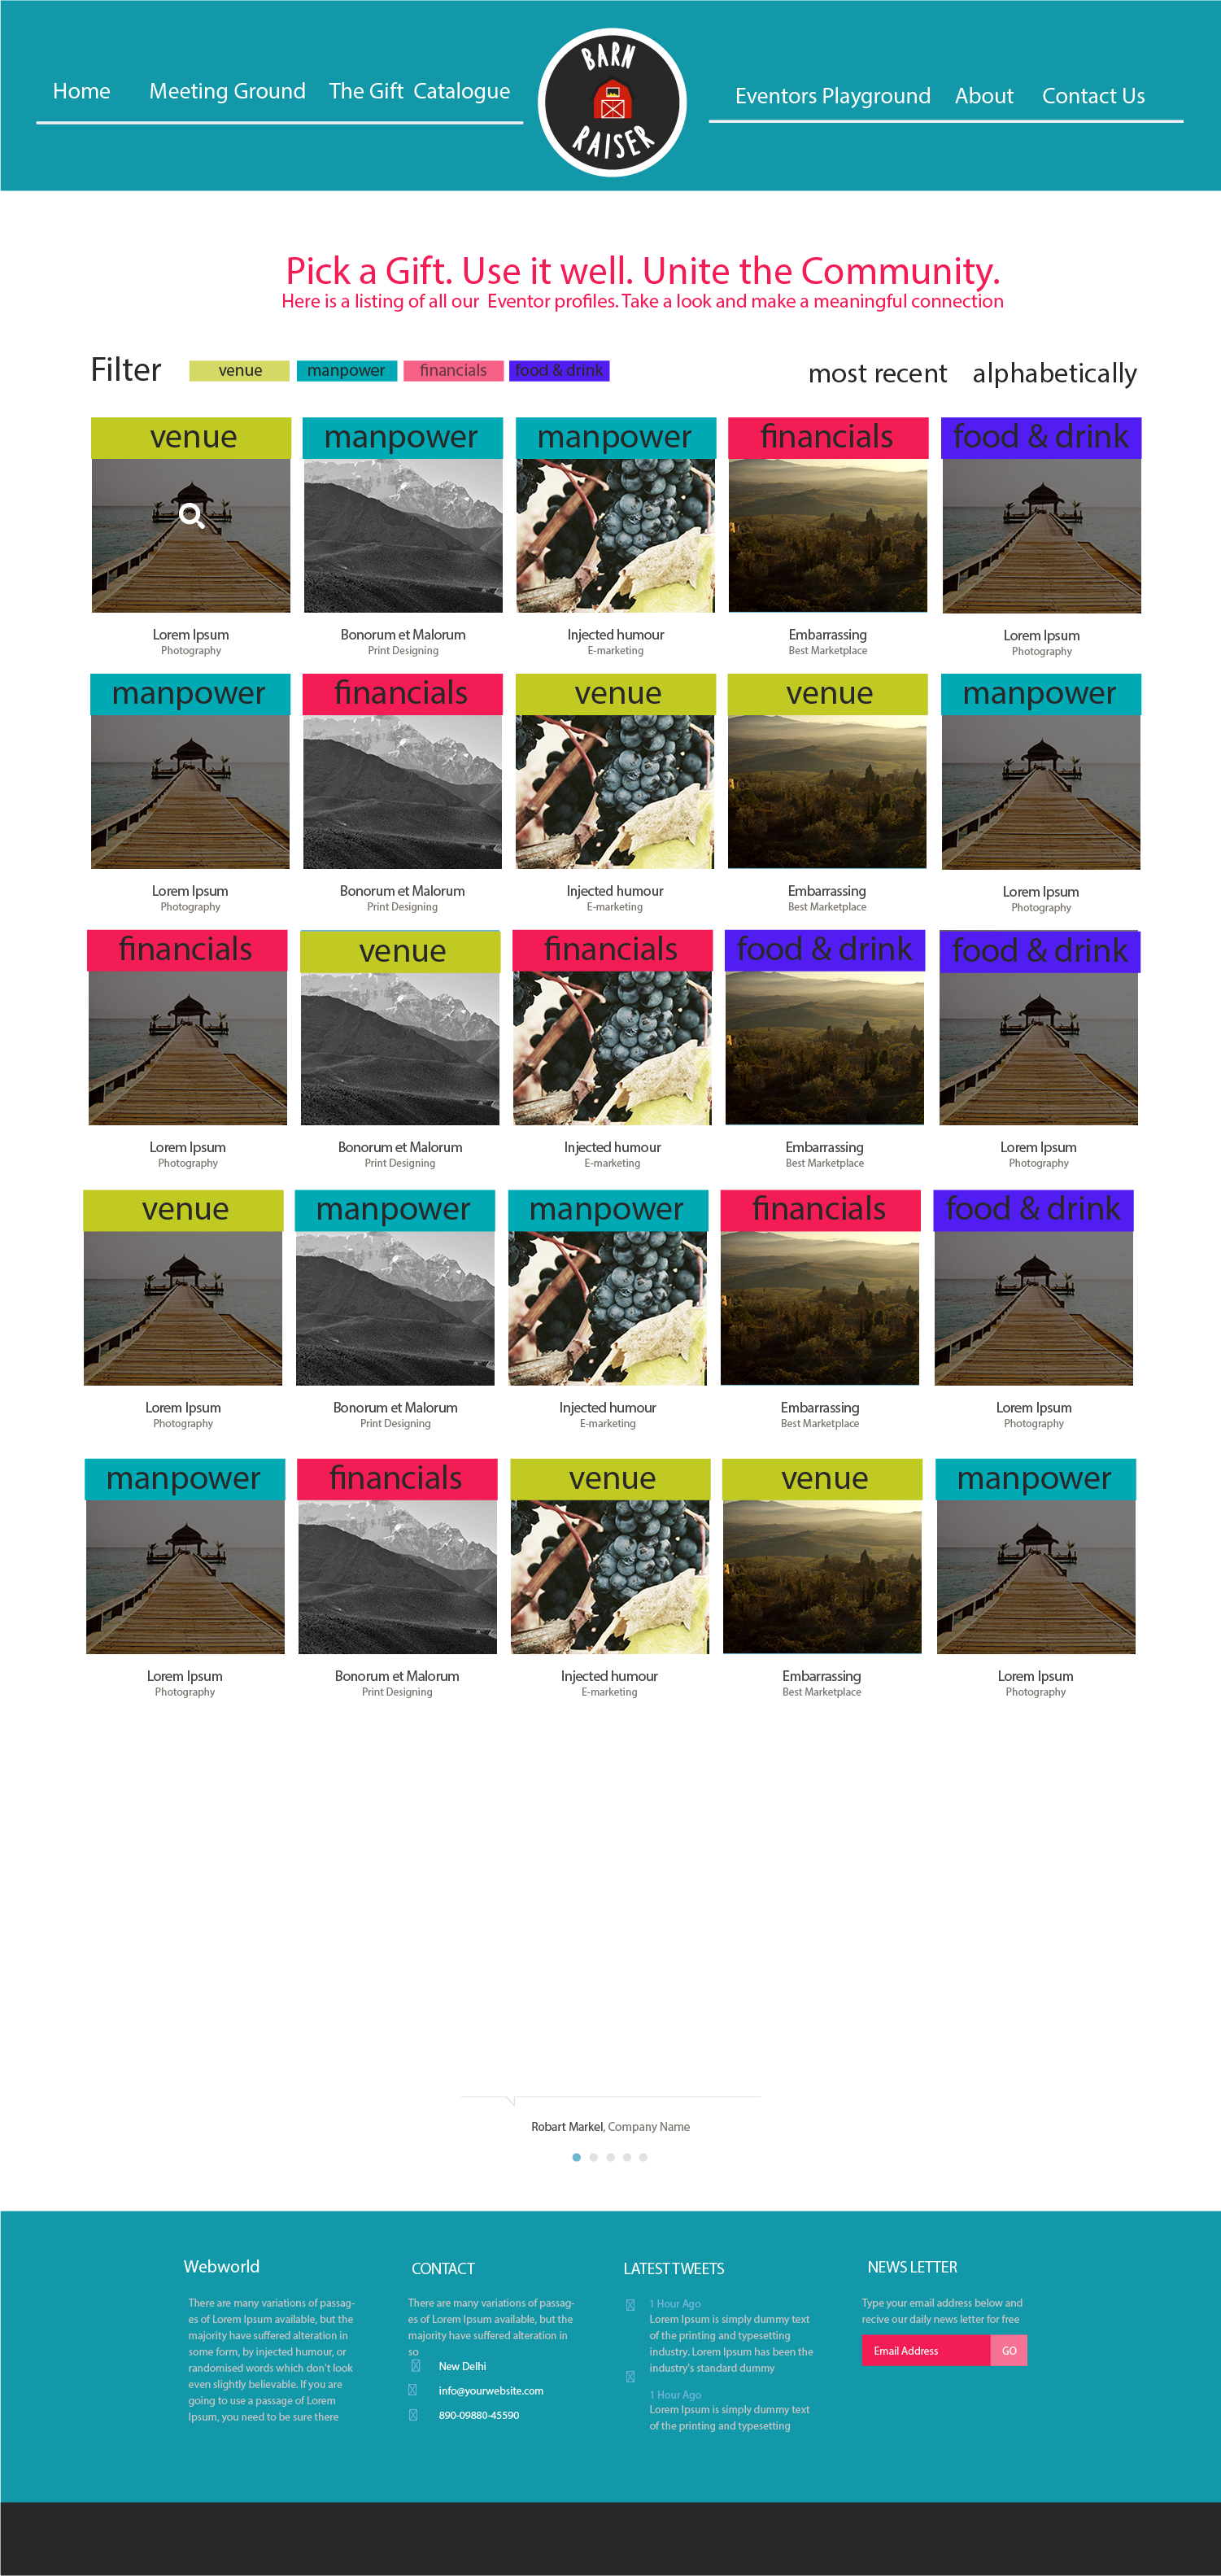 Home Meeting Ground The Gift Catalogue
BARN
RAISER
Eventors Playground About Contact Us
Pick a Gift. Use it well. Unite the Community.
Here is a listing of all our Eventor profiles. Take a look and make a meaningful connection
Filter venue manpower financials food & drink most recent alphabetically
venue manpower manpower financials food & drink
Lorem Ipsum Bonorum et Malorum Injected humour Embarrassing Lorem Ipsum
Photography Print Designing E-marketing Best Marketplace Photography
manpower financials venue venue manpower
Lorem Ipsum Bonorum et Malorum Injected humour Embarrassing Lorem Ipsum
Photography Print Designing E-marketing Best Marketplace Photography
financials venue financials food & drink food & drink
Lorem Ipsum Bonorum et Malorum Injected humour Embarrassing Lorem Ipsum
Photography Print Designing E-marketing Best Marketplace Photography
venue manpower manpower financials food & drink
Lorem Ipsum Bonorum et Malorum Injected humour Embarrassing Lorem Ipsum
Photography Print Designing E-marketing Best Marketplace Photography
manpower financials venue venue manpower
Lorem Ipsum Bonorum et Malorum Injected humour Embarrassing Lorem Ipsum
Photography Print Designing E-marketing Best Marketplace Photography
Robart Markel, Company Name
Webworld
There are many variations of passag-
es of Lorem Ipsum available, but the
majority have suffered alteration in
some form, by injected humour, or
randomised words which don't look
even slightly believable. If you are
going to use a passage of Lorem
Ipsum, you need to be sure there
CONTACT
There are many variations of passag-
es of Lorem Ipsum available, but the
majority have suffered alteration in
so
New Delhi
info@yourwebsite.com
890-09880-45590
LATEST TWEETS
1 Hour Ago
Lorem Ipsum is simply dummy text
of the printing and typesetting
industry. Lorem Ipsum has been the
industry's standard dummy
1 Hour Ago
Lorem Ipsum is simply dummy text
of the printing and typesetting
NEWS LETTER
Type your email address below and
recive our daily news letter for free
Email Address GO